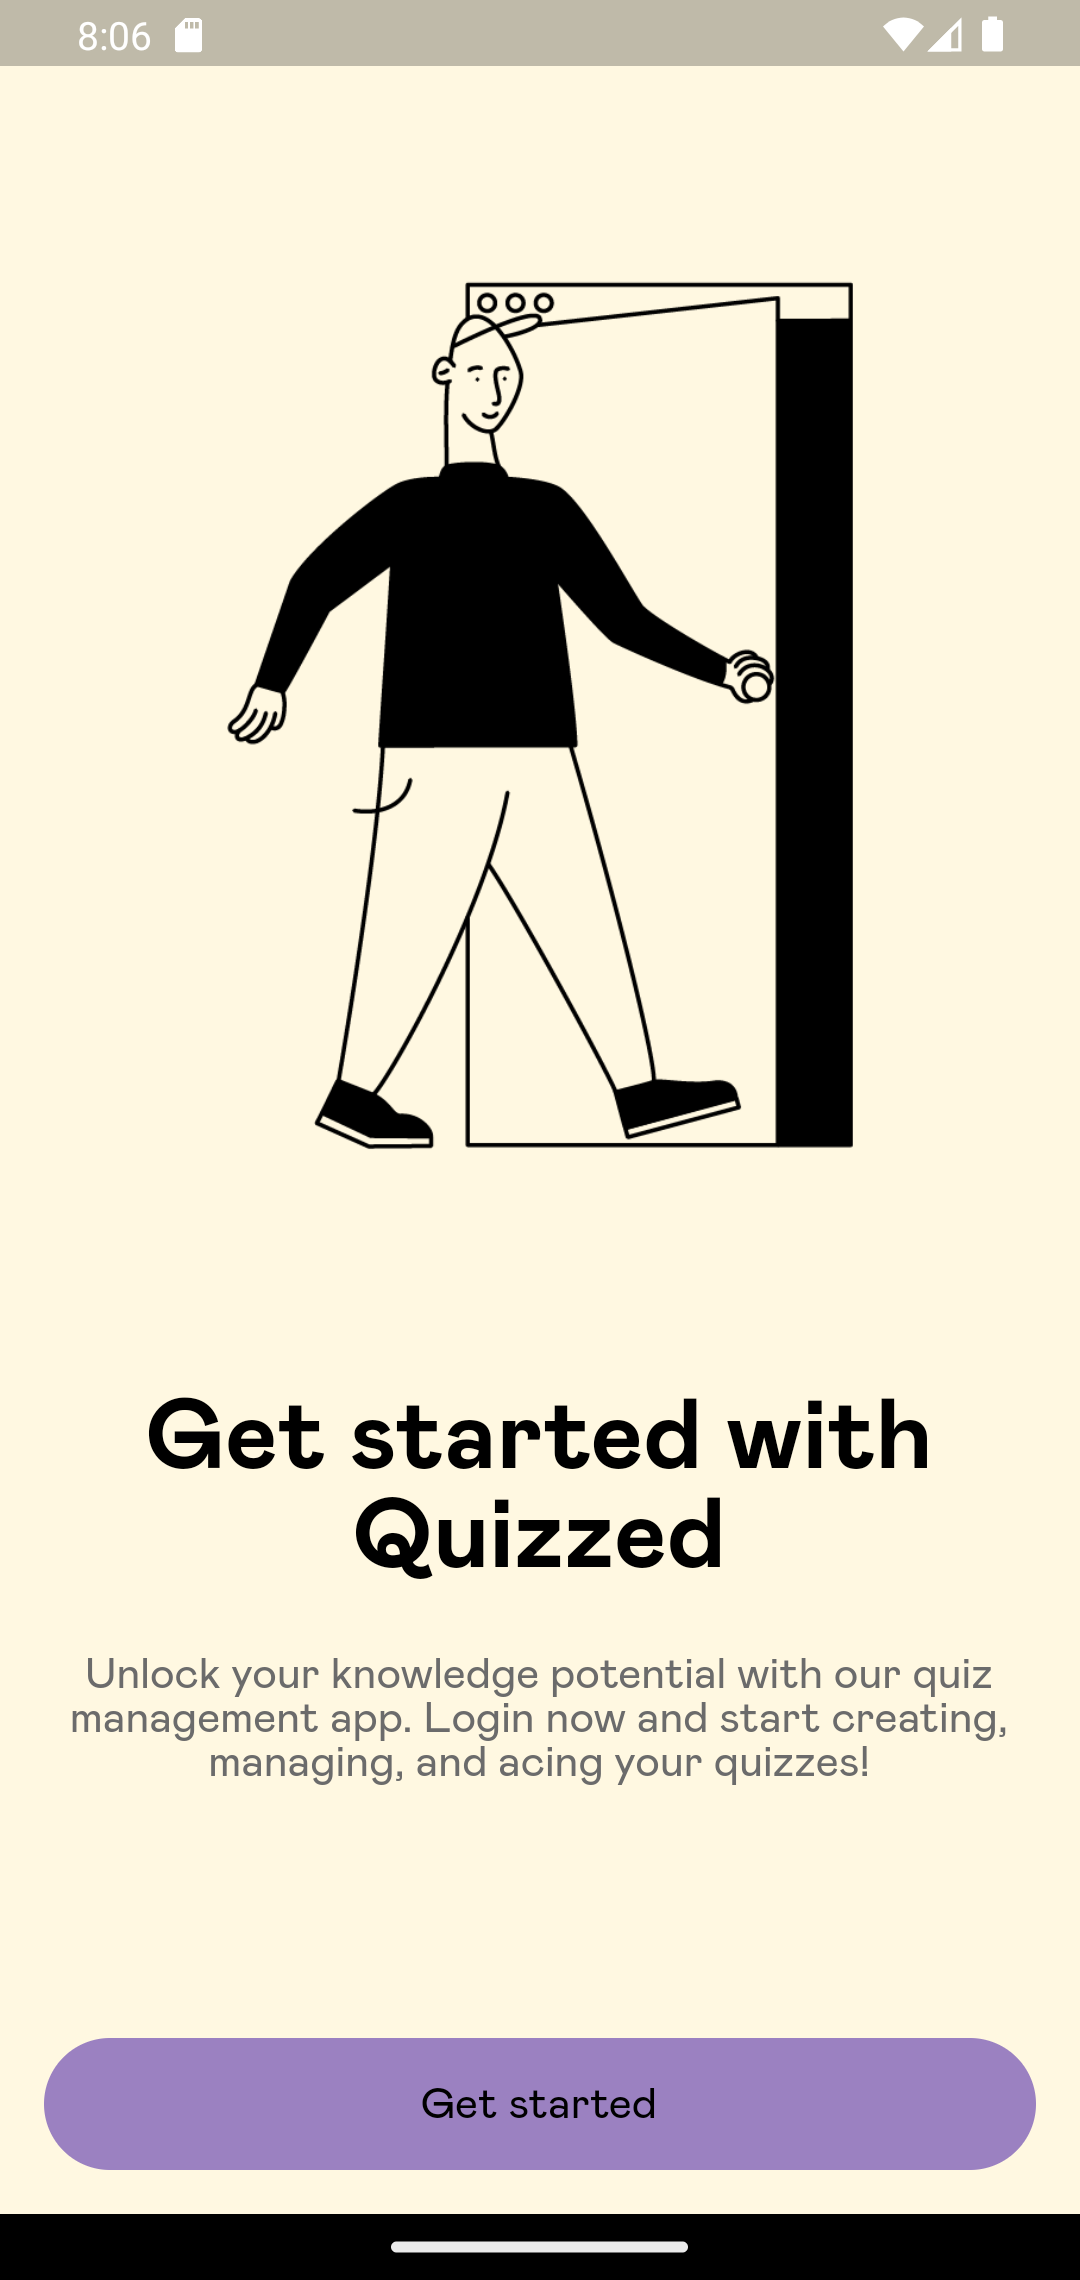 8:06
Get started with
Quizzed
Unlock your knowledge potential with our quiz
management app. Login now and start creating,
managing, and acing your quizzes!
Get started